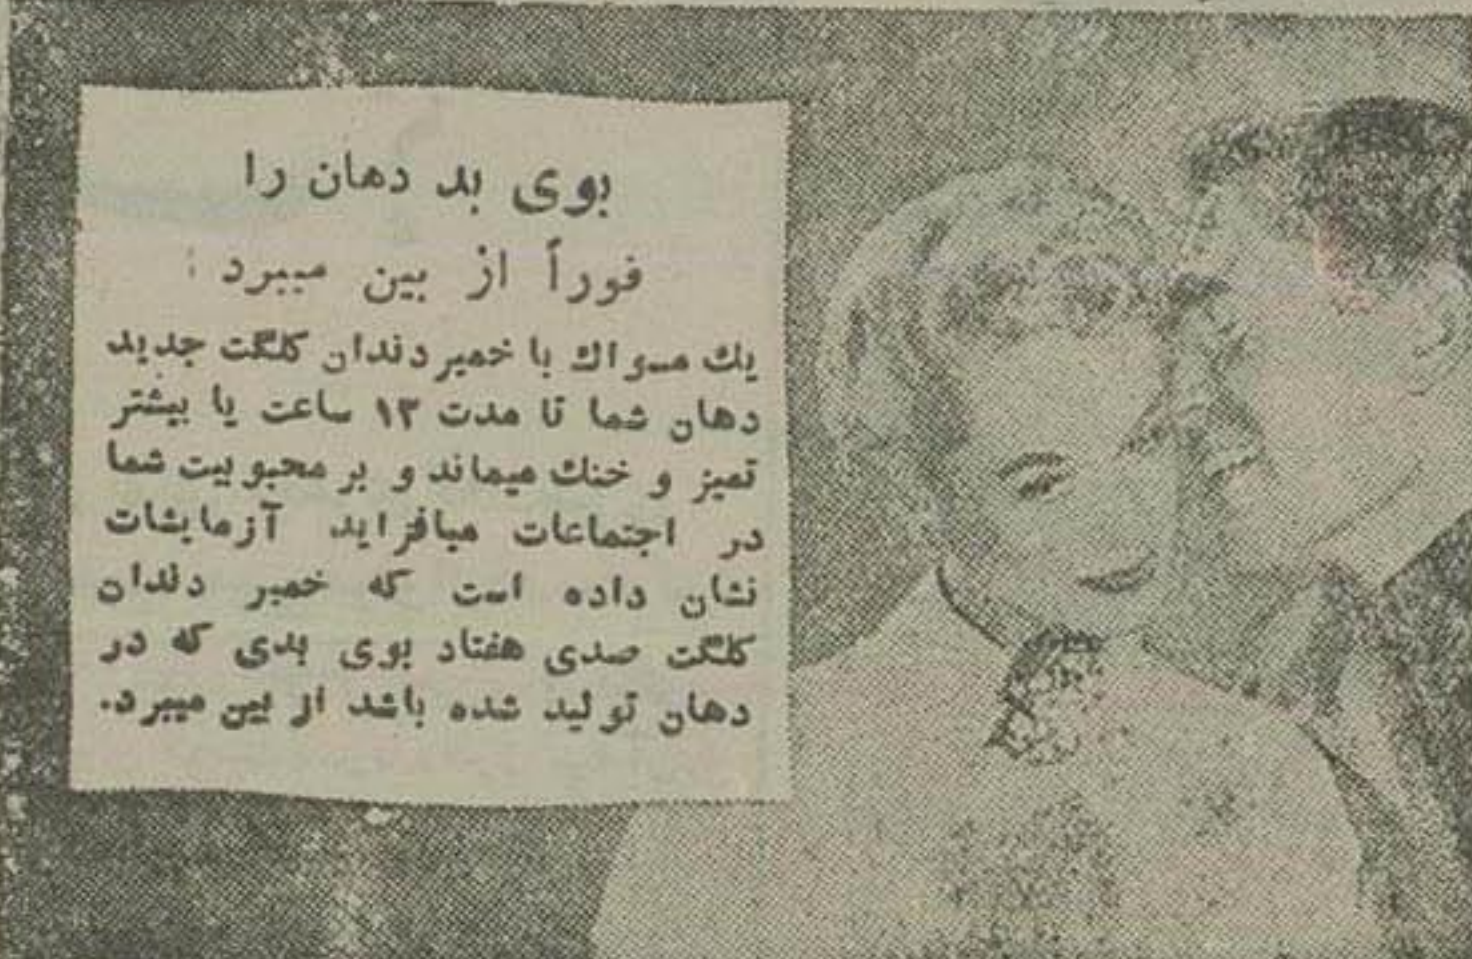 بوی بد دهان را
فوراً از بین میبرد :
یك مسواك با خمیر دندان کلگت جدید
دهان شما تا مدت ۱۲ ساعت یا بیشتر
تمیز و خنك میماند و بر محبوبیت شما
در اجتماعات میافزاید آزمایشات
نشان داده است که خمیر دندان
کلگت صدی هفتاد بوی بدی که در
دهان تولید شده باشد از بین میبرد.